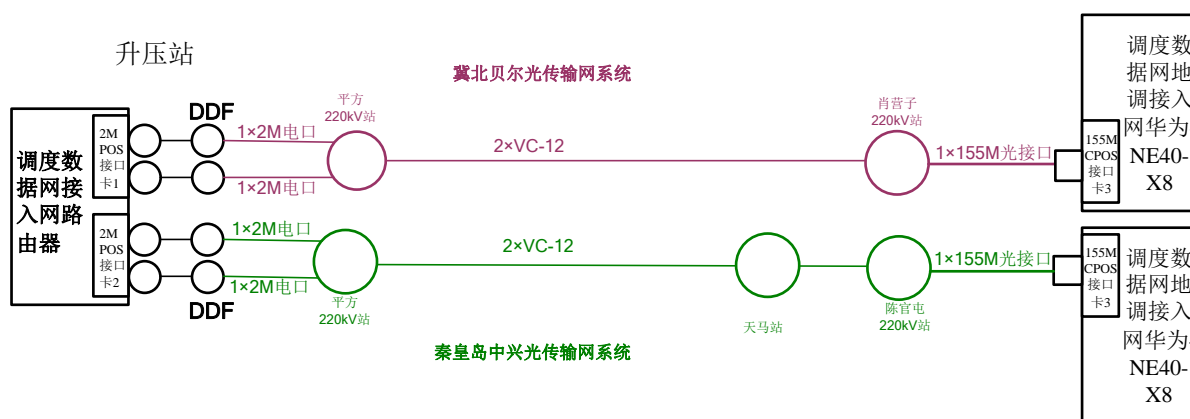 升压站
冀北贝尔光传输网系统
DDF
2M
POS
接口
卡1
1×2M电口
1×2M电口
平方
220kV站
2×VC-12
肖营子
220kV站
1×155M光接口
155M
CPOS
接口
卡3
调度数
据网地
调接入
网华为
NE40-
X8
调度数
据网接
入网路
由器
2M
POS
接口
卡2
1×2M电口
1×2M电口
DDF
平方
220kV站
2×VC-12
天马站
陈官屯
220kV站
1×155M光接口
155M
CPOS
接口
卡3
调度数
据网地
调接入
网华为
NE40-
X8
秦皇岛中兴光传输网系统